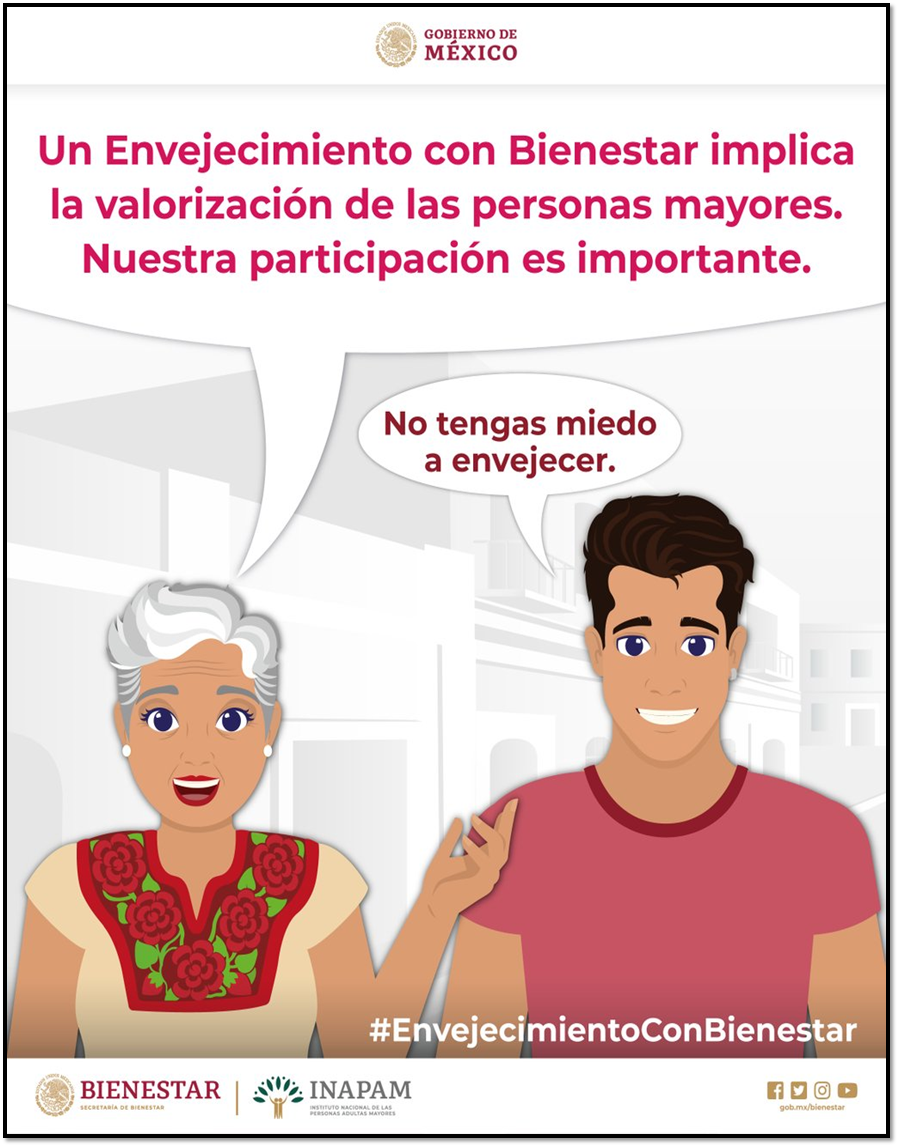 GOBIERNO DE
MÉXICO
Un Envejecimiento con Bienestar implica
la valorización de las personas mayores.
Nuestra participación es importante.
No tengas miedo
a envejecer.
#EnvejecimientoConBienestar
BIENESTAR
SECRETARÍA DE BIENESTAR
INAPAM
INSTITUTO NACIONAL DE LAS
PERSONAS ADULTAS MAYORES
gob.mx/bienestar